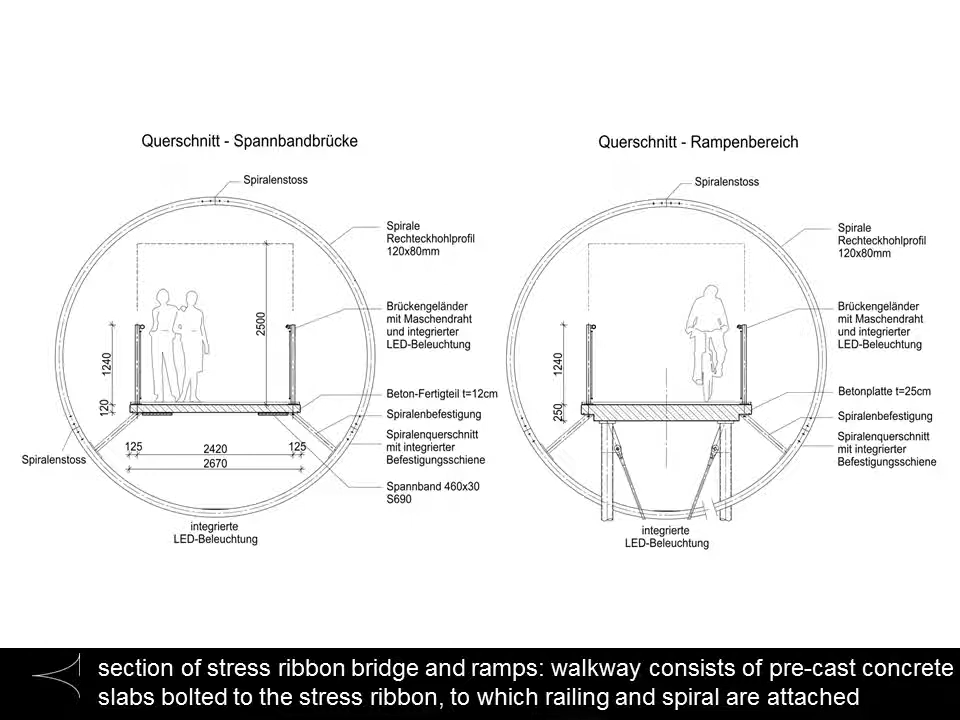 Querschnitt - Spannbandbrücke
Spiralenstoss
Spirale
Rechteckhohlprofil
120x80mm
Brückengeländer
mit Maschendraht
und integrierter
LED-Beleuchtung
2500
1240
120
Beton-Fertigteil t=12cm
Spiralenbefestigung
Spiralenquerschnitt
mit integrierter
Befestigungsschiene
Spannband 460x30
S690
Spiralenstoss
125
2420
125
2670
integrierte
LED-Beleuchtung
Querschnitt - Rampenbereich
Spiralenstoss
Spirale
Rechteckhohlprofil
120x80mm
Brückengeländer
mit Maschendraht
und integrierter
LED-Beleuchtung
1240
250
Betonplatte t=25cm
Spiralenbefestigung
Spiralenquerschnitt
mit integrierter
Befestigungsschiene
integrierte
LED-Beleuchtung
section of stress ribbon bridge and ramps: walkway consists of pre-cast concrete
slabs bolted to the stress ribbon, to which railing and spiral are attached